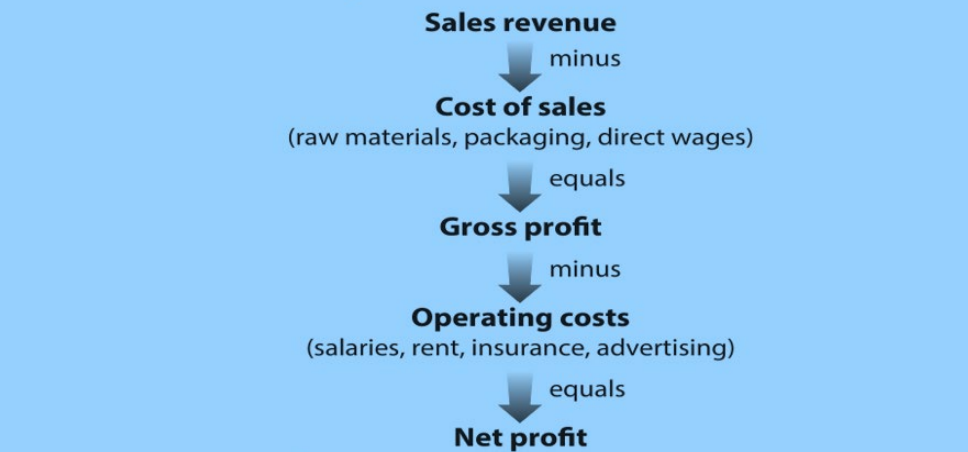 Sales revenue
minus
Cost of sales
(raw materials, packaging, direct wages)
equals
Gross profit
minus
Operating costs
(salaries, rent, insurance, advertising)
equals
Net profit